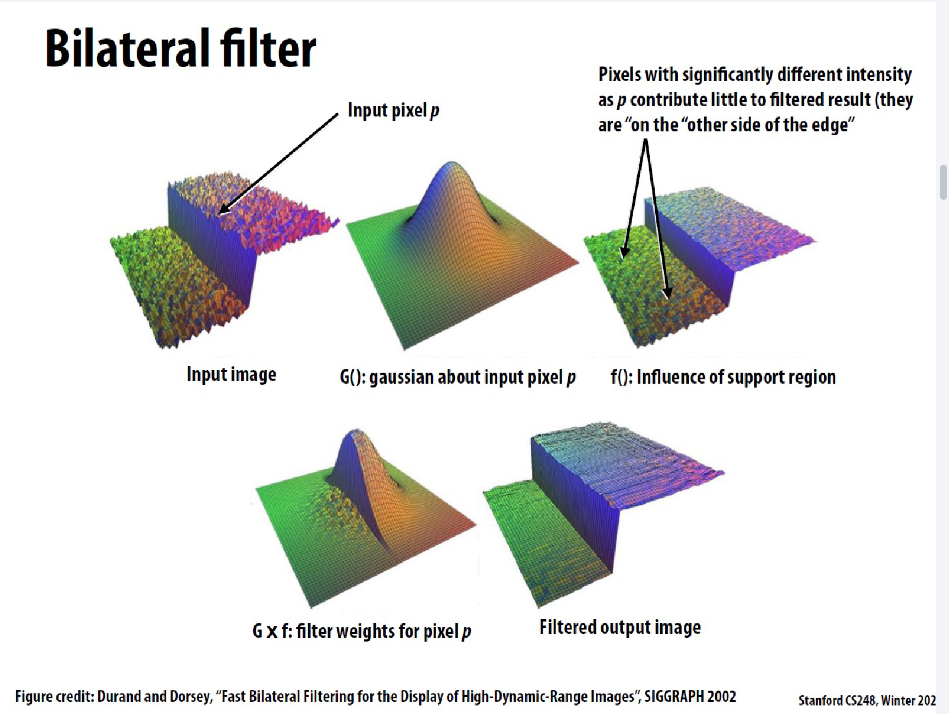 Bilateral filter
Pixels with significantly different intensity
as p contribute little to filtered result (they
are “on the “other side of the edge“
Input pixel p
Input image
G(): gaussian about input pixel p
f(): Influence of support region
G x f: filter weights for pixel p
Filtered output image
Figure credit: Durand and Dorsey, “Fast Bilateral Filtering for the Display of High-Dynamic-Range Images”, SIGGRAPH 2002
Stanford CS248, Winter 202